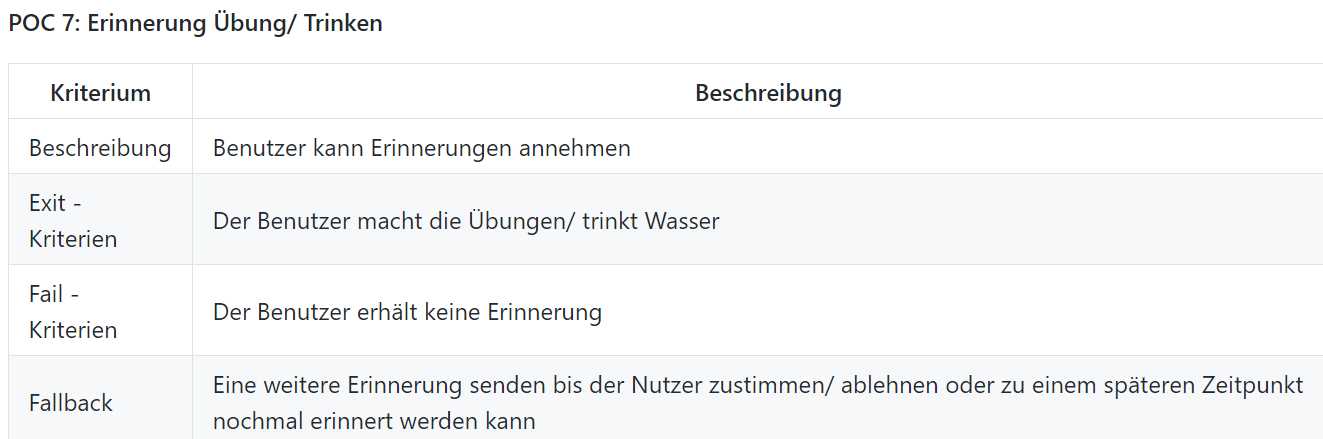 POC 7: Erinnerung Übung/ Trinken
Kriterium
Beschreibung
Beschreibung
Benutzer kann Erinnerungen annehmen
Exit -
Kriterien
Der Benutzer macht die Übungen/ trinkt Wasser
Fail -
Kriterien
Der Benutzer erhält keine Erinnerung
Fallback
Eine weitere Erinnerung senden bis der Nutzer zustimmen/ ablehnen oder zu einem späteren Zeitpunkt
nochmal erinnert werden kann